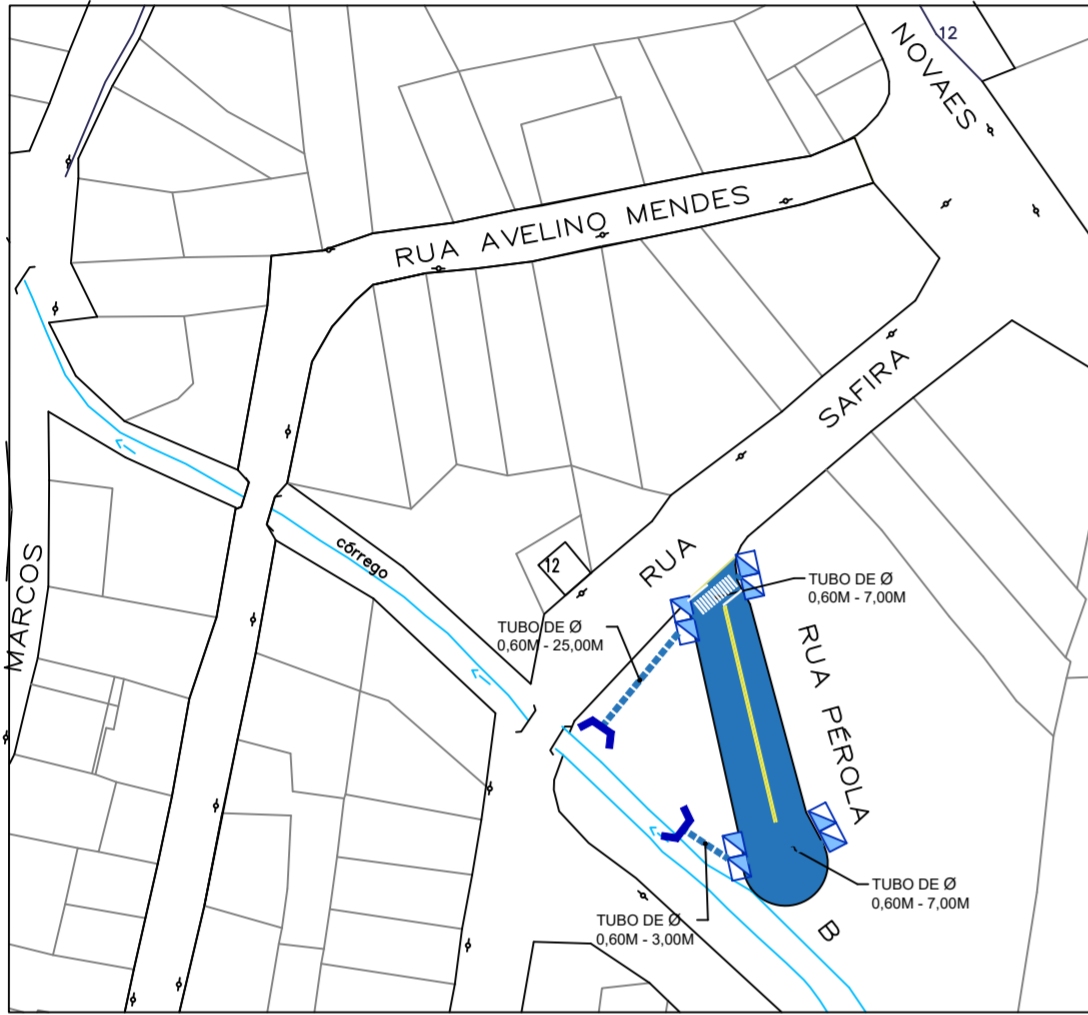 NOVAES
12
RUA AVELINO MENDES
RUA SAFIRA
córrego
12
MARCOS
TUBO DE Ø
0,60M - 7,00M
TUBO DE Ø
0,60M - 25,00M
RUA PÉROLA
TUBO DE Ø
0,60M - 7,00M
TUBO DE Ø
0,60M - 3,00M
B